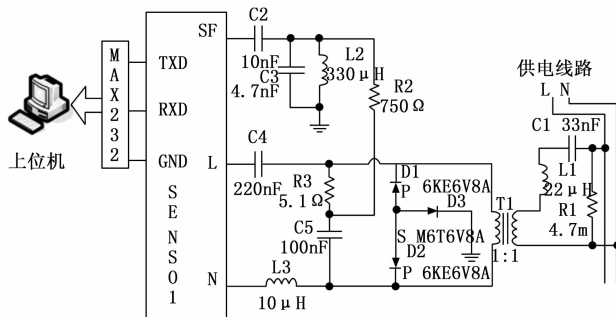 SF
C2
10nF
C3
4.7nF
L2
330μH
R2
750Ω
供电线路
L N
C1 33nF
L1
22μH
R1
4.7m
MAX232
TXD
RXD
GND
上位机
SENSO1
L
C4
220nF
R3
5.1Ω
C5
100nF
D1
P 6KE6V8A
D3
S M6T6V8A
D2
P 6KE6V8A
T1
1:1
N
L3
10μH